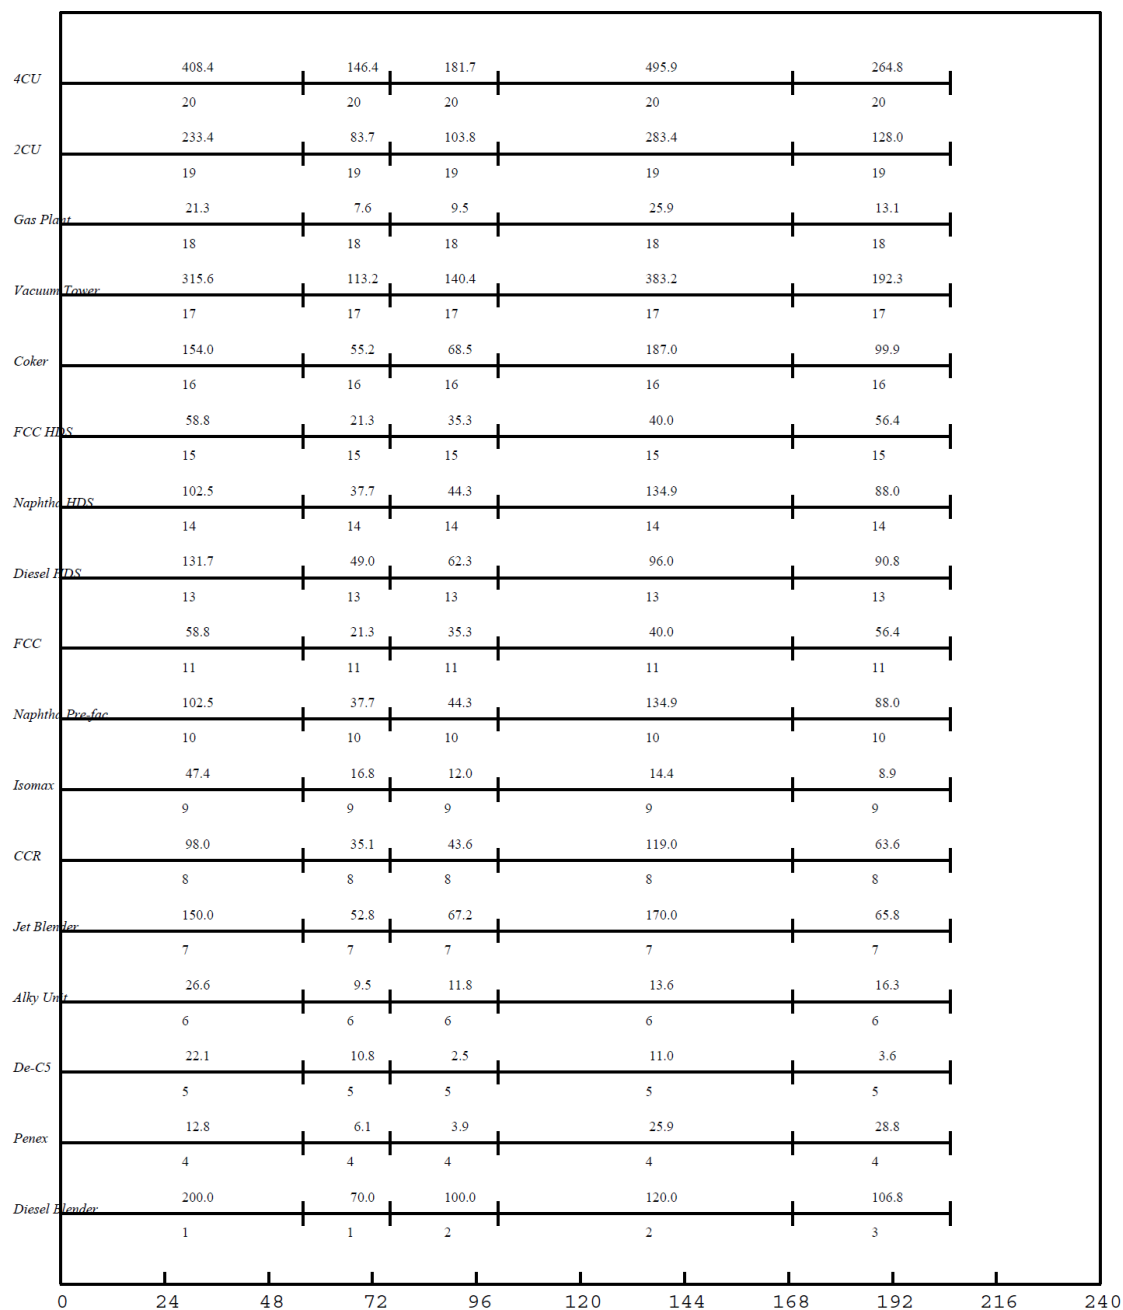 408.4 146.4 181.7 495.9 264.8
4CU
20 20 20 20 20
233.4 83.7 103.8 283.4 128.0
2CU
19 19 19 19 19
21.3 7.6 9.5 25.9 13.1
Gas Plant
18 18 18 18 18
315.6 113.2 140.4 383.2 192.3
Vacuum Tower
17 17 17 17 17
154.0 55.2 68.5 187.0 99.9
Coker
16 16 16 16 16
58.8 21.3 35.3 40.0 56.4
FCC HDS
15 15 15 15 15
102.5 37.7 44.3 134.9 88.0
Naphtha HDS
14 14 14 14 14
131.7 49.0 62.3 96.0 90.8
Diesel HDS
13 13 13 13 13
58.8 21.3 35.3 40.0 56.4
FCC
11 11 11 11 11
102.5 37.7 44.3 134.9 88.0
Naphtha Pre-fac
10 10 10 10 10
47.4 16.8 12.0 14.4 8.9
Isomax
9 9 9 9 9
98.0 35.1 43.6 119.0 63.6
CCR
8 8 8 8 8
150.0 52.8 67.2 170.0 65.8
Jet Blender
7 7 7 7 7
26.6 9.5 11.8 13.6 16.3
Alky Unit
6 6 6 6 6
22.1 10.8 2.5 11.0 3.6
De-C5
5 5 5 5 5
12.8 6.1 3.9 25.9 28.8
Penex
4 4 4 4 4
200.0 70.0 100.0 120.0 106.8
Diesel Blender
1 1 2 2 3
0 24 48 72 96 120 144 168 192 216 240